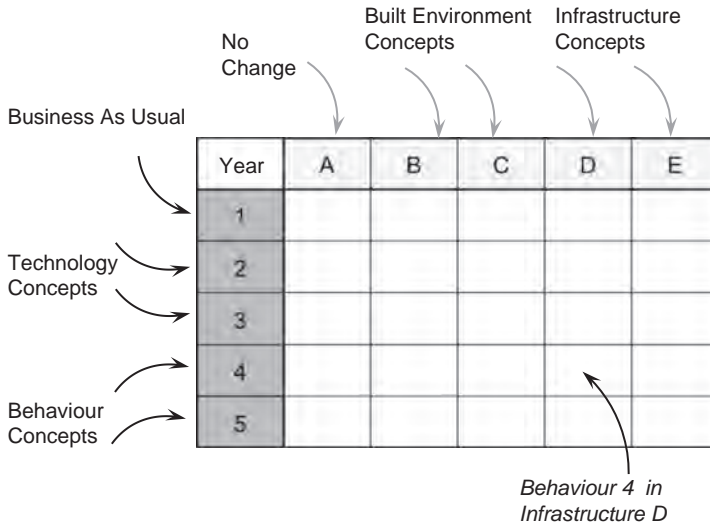 No
Change
Built Environment
Concepts
Infrastructure
Concepts
Business As Usual
Year A B C D E
1
2
3
4
5
Technology
Concepts
Behaviour
Concepts
Behaviour 4 in
Infrastructure D